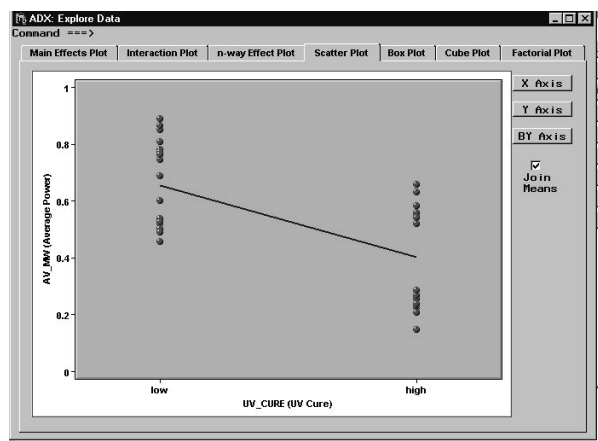 ADX: Explore Data
Command ===>
Main Effects Plot Interaction Plot n-way Effect Plot Scatter Plot Box Plot Cube Plot Factorial Plot
X Axis
Y Axis
BY Axis
Join Means
AV_MW (Average Power)
1
0.8
0.6
0.4
0.2
0
low high
UV_CURE (UV Cure)